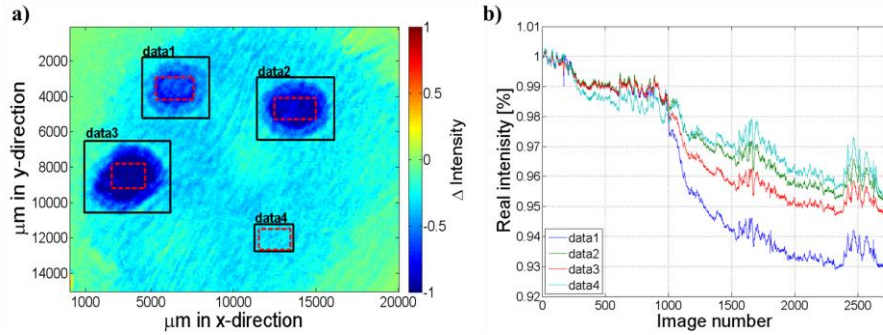 a)
data1
data2
data3
data4
2000
4000
6000
8000
10000
12000
14000
1000
5000
10000
15000
20000
µm in x-direction
µm in y-direction
1
0.5
0
-0.5
-1
Δ Intensity
b)
1.01
1
0.99
0.98
0.97
0.96
0.95
0.94
0.93
0.92
0
500
1000
1500
2000
2500
Real intenisity [%]
Image number
data1
data2
data3
data4